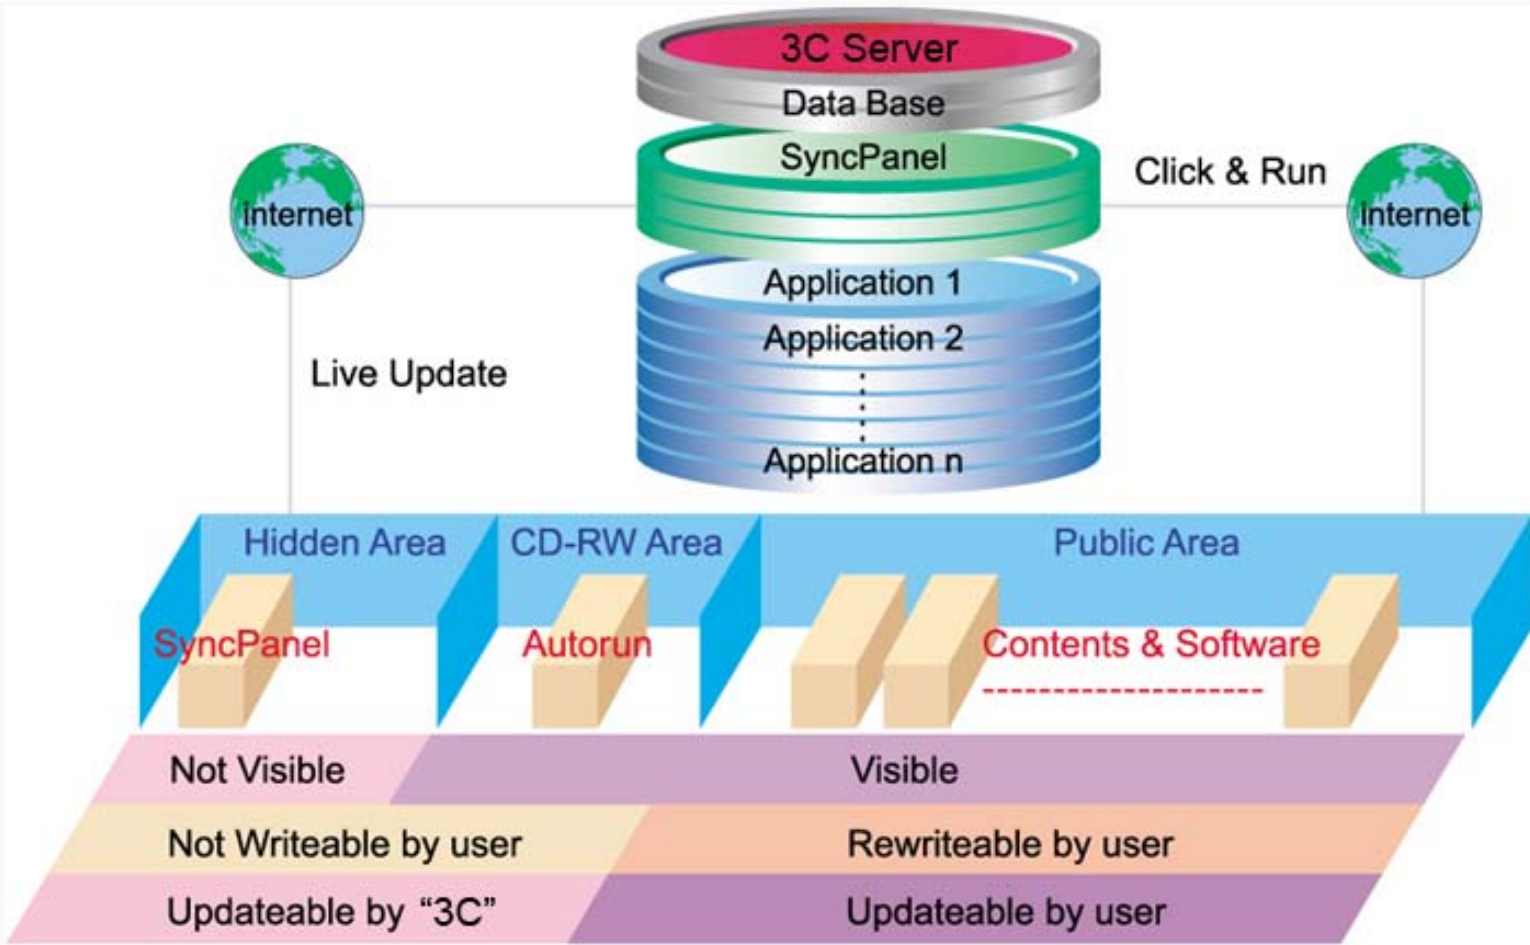 3C Server
Data Base
SyncPanel
Click & Run
internet
internet
Application 1
Application 2
Live Update
Application n
Hidden Area
CD-RW Area
Public Area
SyncPanel
Autorun
Contents & Software
Not Visible
Visible
Not Writeable by user
Rewriteable by user
Updateable by “3C”
Updateable by user